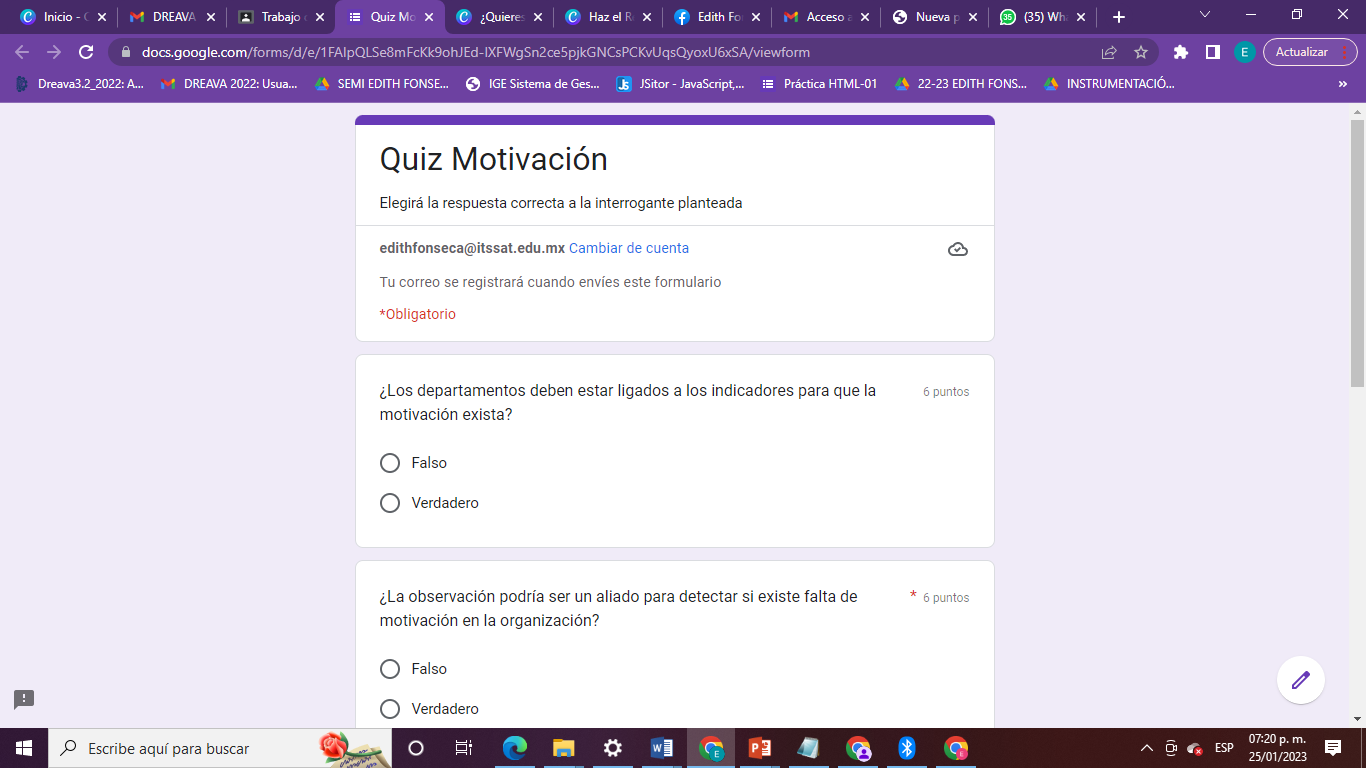 Inicio - C
DREAVA
Trabajo d
Quiz Mo
¿Quieres
Haz el R
Edith Fo
Acceso a
Nueva p
(35) Wha
docs.google.com/forms/d/e/1FAIpQLSe8mFcKk9ohJEd-IXFWgSn2ce5pjkGNCsPCKvUqsQyoxU6xSA/viewform
E
Actualizar
Dreava3.2_2022: A...
DREAVA 2022: Usua...
SEMI EDITH FONSE...
IGE Sistema de Ges...
JSitor - JavaScript,...
Práctica HTML-01
22-23 EDITH FONS...
INSTRUMENTACIÓ...
»
Quiz Motivación
Elegirá la respuesta correcta a la interrogante planteada
edithfonseca@itssat.edu.mx Cambiar de cuenta
Tu correo se registrará cuando envíes este formulario
*Obligatorio
¿Los departamentos deben estar ligados a los indicadores para que la
motivación exista?
6 puntos
Falso
Verdadero
¿La observación podría ser un aliado para detectar si existe falta de
motivación en la organización?
* 6 puntos
Falso
Verdadero
Escribe aquí para buscar
ESP
07:20 p. m.
25/01/2023